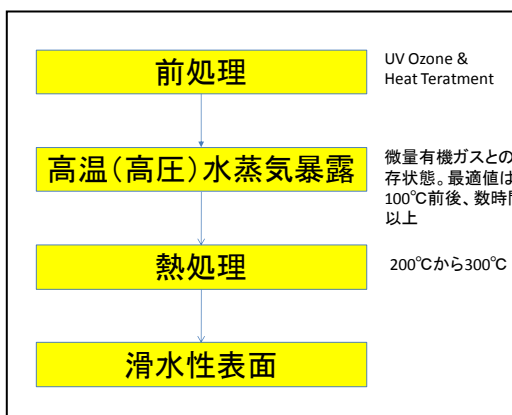 前処理
UV Ozone &
Heat Teratment
高温(高圧)水蒸気暴露
微量有機ガスとの
存状態。最適値は
100℃前後、数時間
以上
熱処理
200℃から300℃
滑水性表面